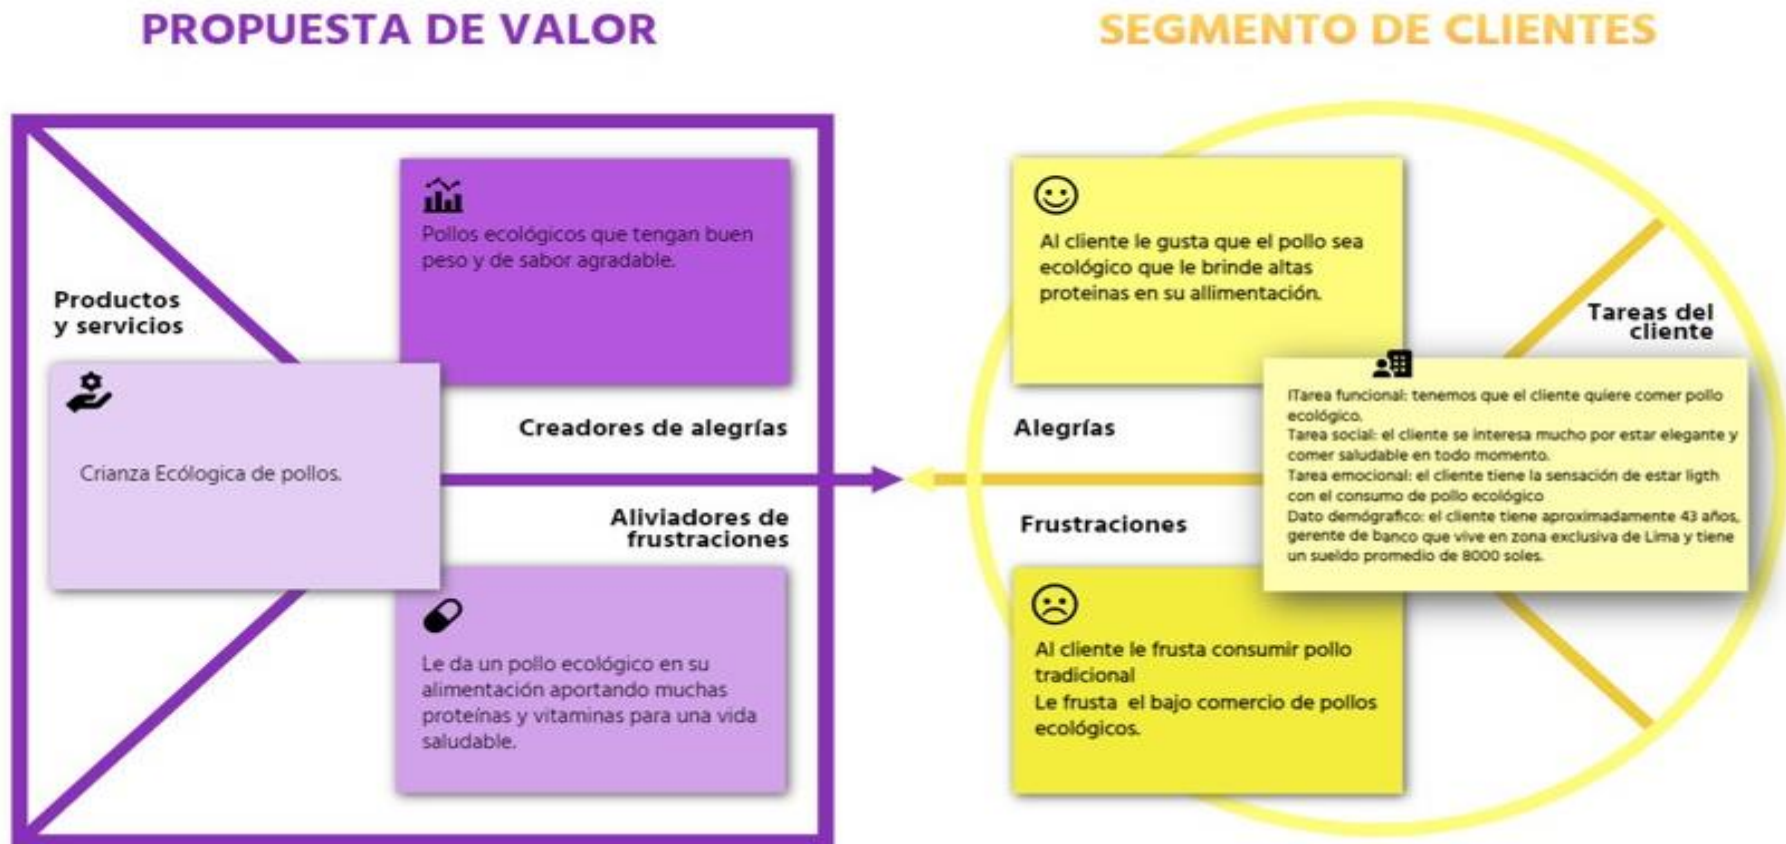 PROPUESTA DE VALOR
SEGMENTO DE CLIENTES
Productos
y servicios
Crianza Ecólogica de pollos.
Pollos ecológicos que tengan buen
peso y de sabor agradable.
Creadores de alegrías
Aliviadores de
frustraciones
Le da un pollo ecológico en su
alimentación aportando muchas
proteínas y vitaminas para una vida
saludable.
Al cliente le gusta que el pollo sea
ecológico que le brinde altas
proteinas en su allimentación.
Alegrías
Frustraciones
Al cliente le frusta consumir pollo
tradicional
Le frusta el bajo comercio de pollos
ecológicos.
Tareas del
cliente
ITarea funcional: tenemos que el cliente quiere comer pollo
ecológico.
Tarea social: el cliente se interesa mucho por estar elegante y
comer saludable en todo momento.
Tarea emocional: el cliente tiene la sensación de estar ligth
con el consumo de pollo ecológico
Dato demógrafico: el cliente tiene aproximadamente 43 años,
gerente de banco que vive en zona exclusiva de Lima y tiene
un sueldo promedio de 8000 soles.